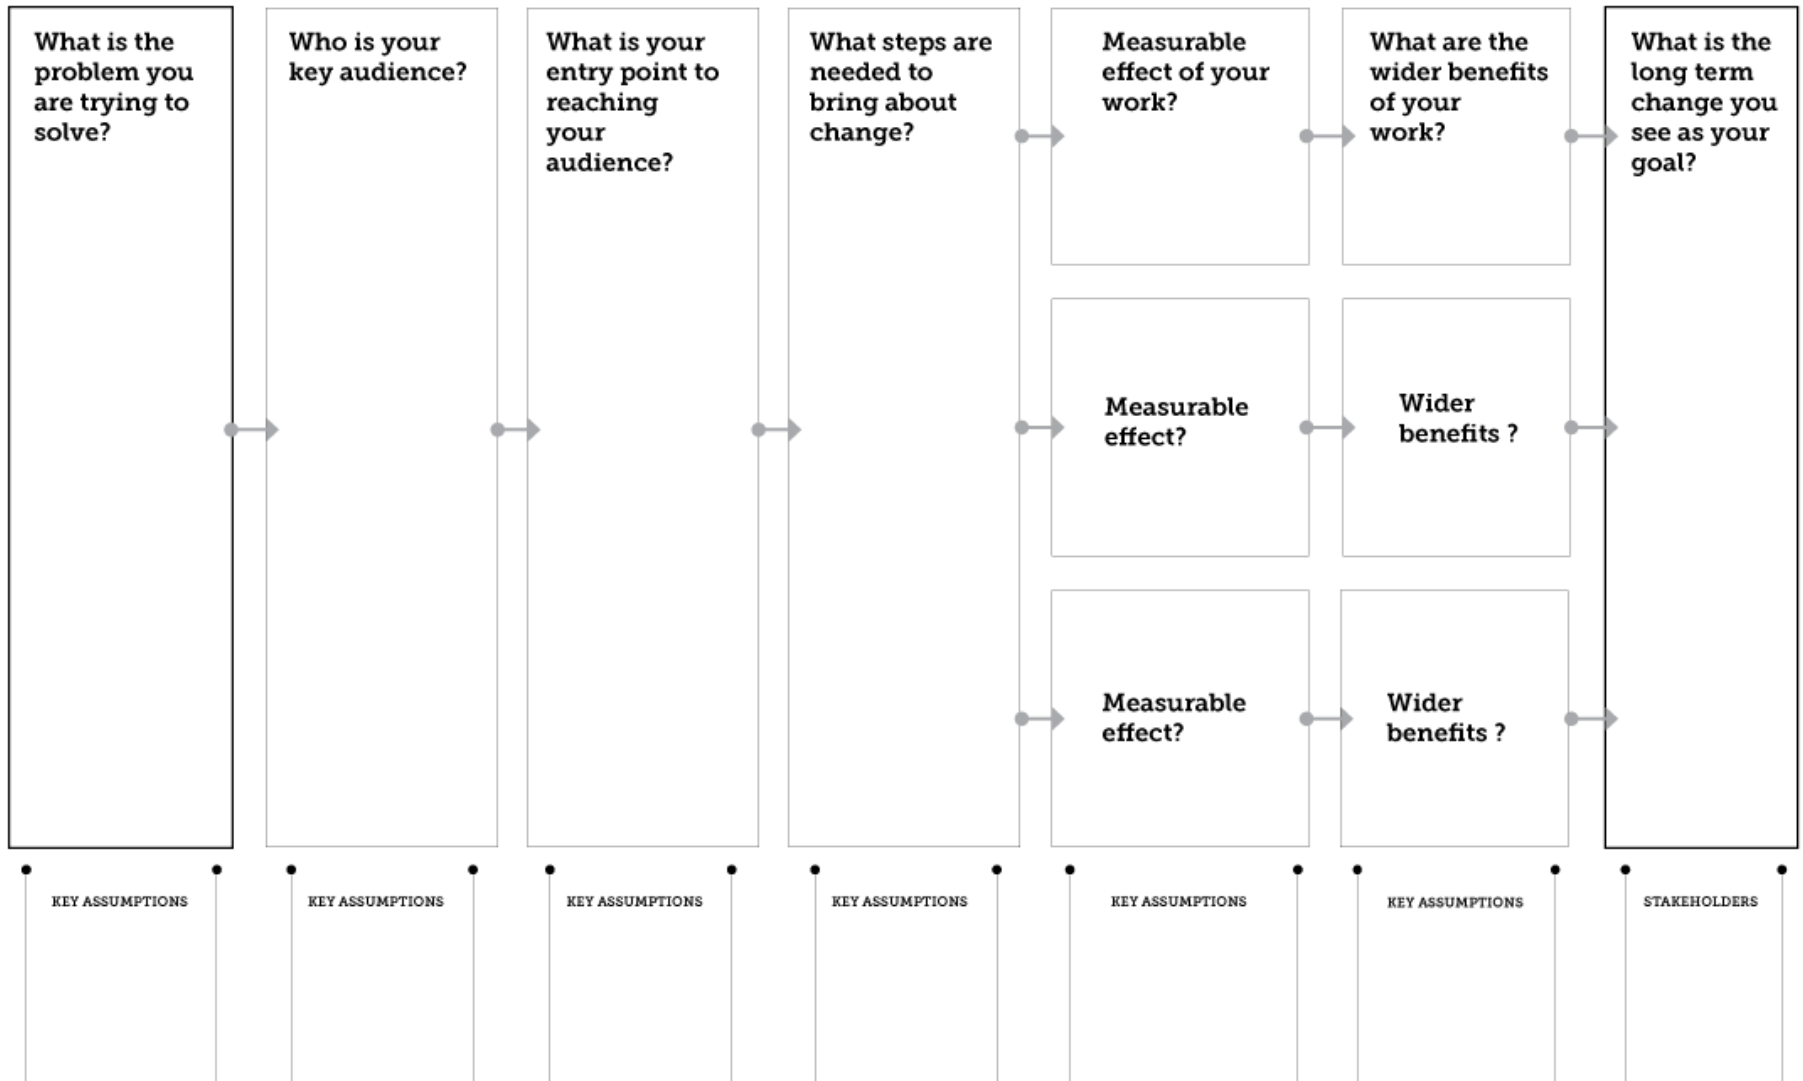 What is the
problem you
are trying to
solve?
Who is your
key audience?
What is your
entry point to
reaching
your
audience?
What steps are
needed to
bring about
change?
Measurable
effect of your
work?
What are the
wider benefits
of your
work?
What is the
long term
change you
see as your
goal?
Measurable
effect?
Wider
benefits ?
Measurable
effect?
Wider
benefits ?
KEY ASSUMPTIONS
KEY ASSUMPTIONS
KEY ASSUMPTIONS
KEY ASSUMPTIONS
KEY ASSUMPTIONS
KEY ASSUMPTIONS
STAKEHOLDERS